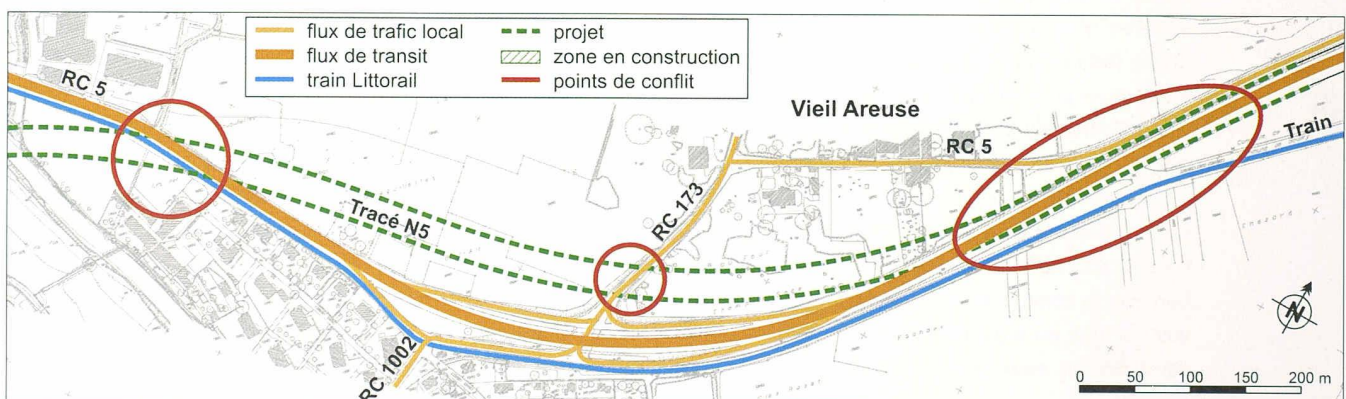 flux de trafic local
flux de transit
train Littorail
projet
zone en construction
points de conflit
RC 5
Vieil Areuse
RC 5
Train
RC 173
Tracé N5
RC 1002
N
0 50 100 150 200 m